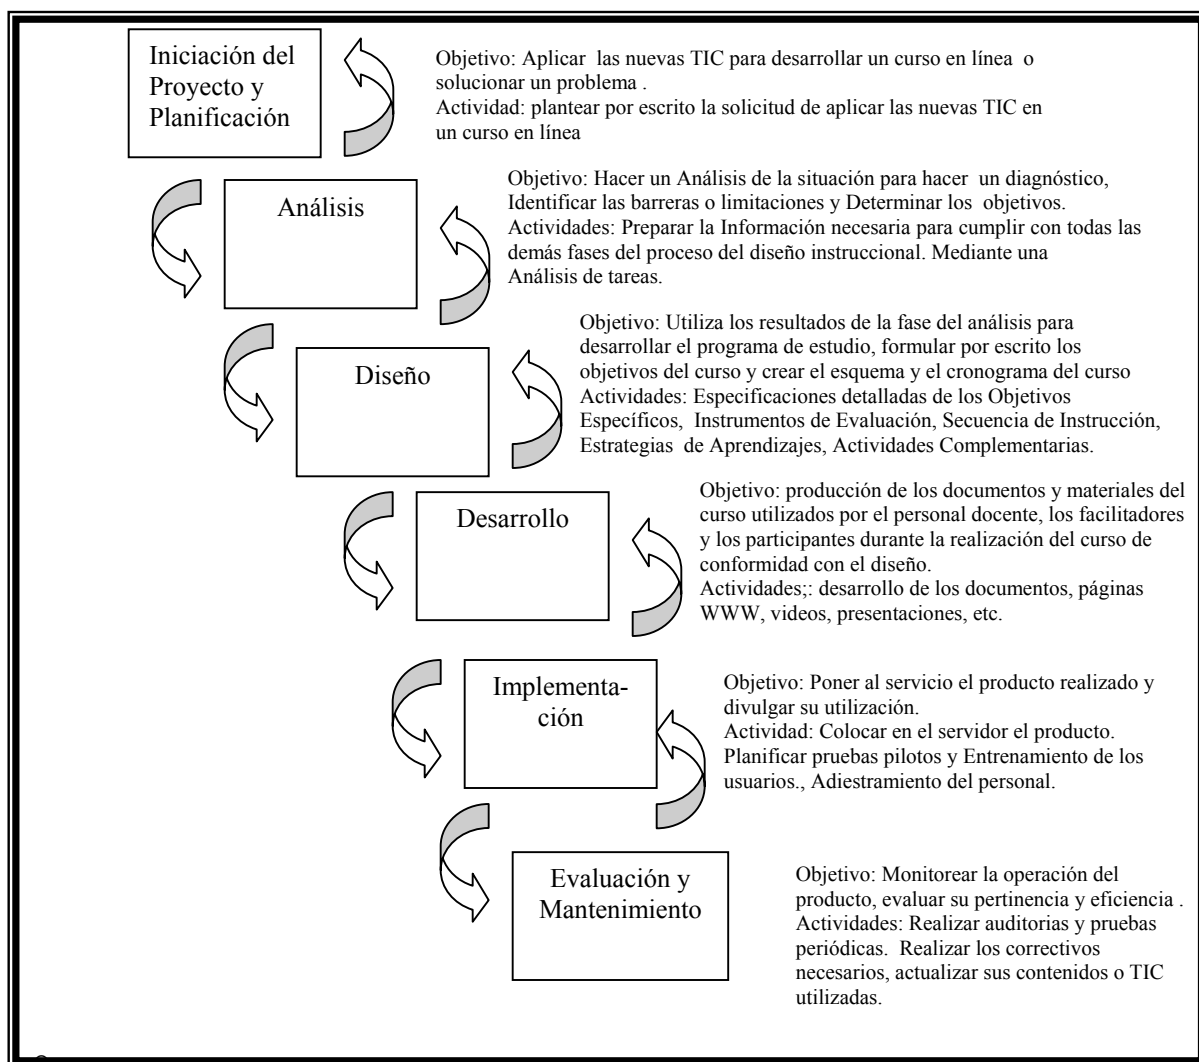 Iniciación del
Proyecto y
Planificación
Objetivo: Aplicar las nuevas TIC para desarrollar un curso en línea o
solucionar un problema .
Actividad: plantear por escrito la solicitud de aplicar las nuevas TIC en
un curso en línea
Análisis
Objetivo: Hacer un Análisis de la situación para hacer un diagnóstico,
Identificar las barreras o limitaciones y Determinar los objetivos.
Actividades: Preparar la Información necesaria para cumplir con todas las
demás fases del proceso del diseño instruccional. Mediante una
Análisis de tareas.
Diseño
Objetivo: Utiliza los resultados de la fase del análisis para
desarrollar el programa de estudio, formular por escrito los
objetivos del curso y crear el esquema y el cronograma del curso
Actividades: Especificaciones detalladas de los Objetivos
Específicos, Instrumentos de Evaluación, Secuencia de Instrucción,
Estrategias de Aprendizajes, Actividades Complementarias.
Desarrollo
Objetivo: producción de los documentos y materiales del
curso utilizados por el personal docente, los facilitadores
y los participantes durante la realización del curso de
conformidad con el diseño.
Actividades;: desarrollo de los documentos, páginas
WWW, videos, presentaciones, etc.
Implementa-
ción
Objetivo: Poner al servicio el producto realizado y
divulgar su utilización.
Actividad: Colocar en el servidor el producto.
Planificar pruebas pilotos y Entrenamiento de los
usuarios., Adiestramiento del personal.
Evaluación y
Mantenimiento
Objetivo: Monitorear la operación del
producto, evaluar su pertinencia y eficiencia .
Actividades: Realizar auditorias y pruebas
periódicas. Realizar los correctivos
necesarios, actualizar sus contenidos o TIC
utilizadas.